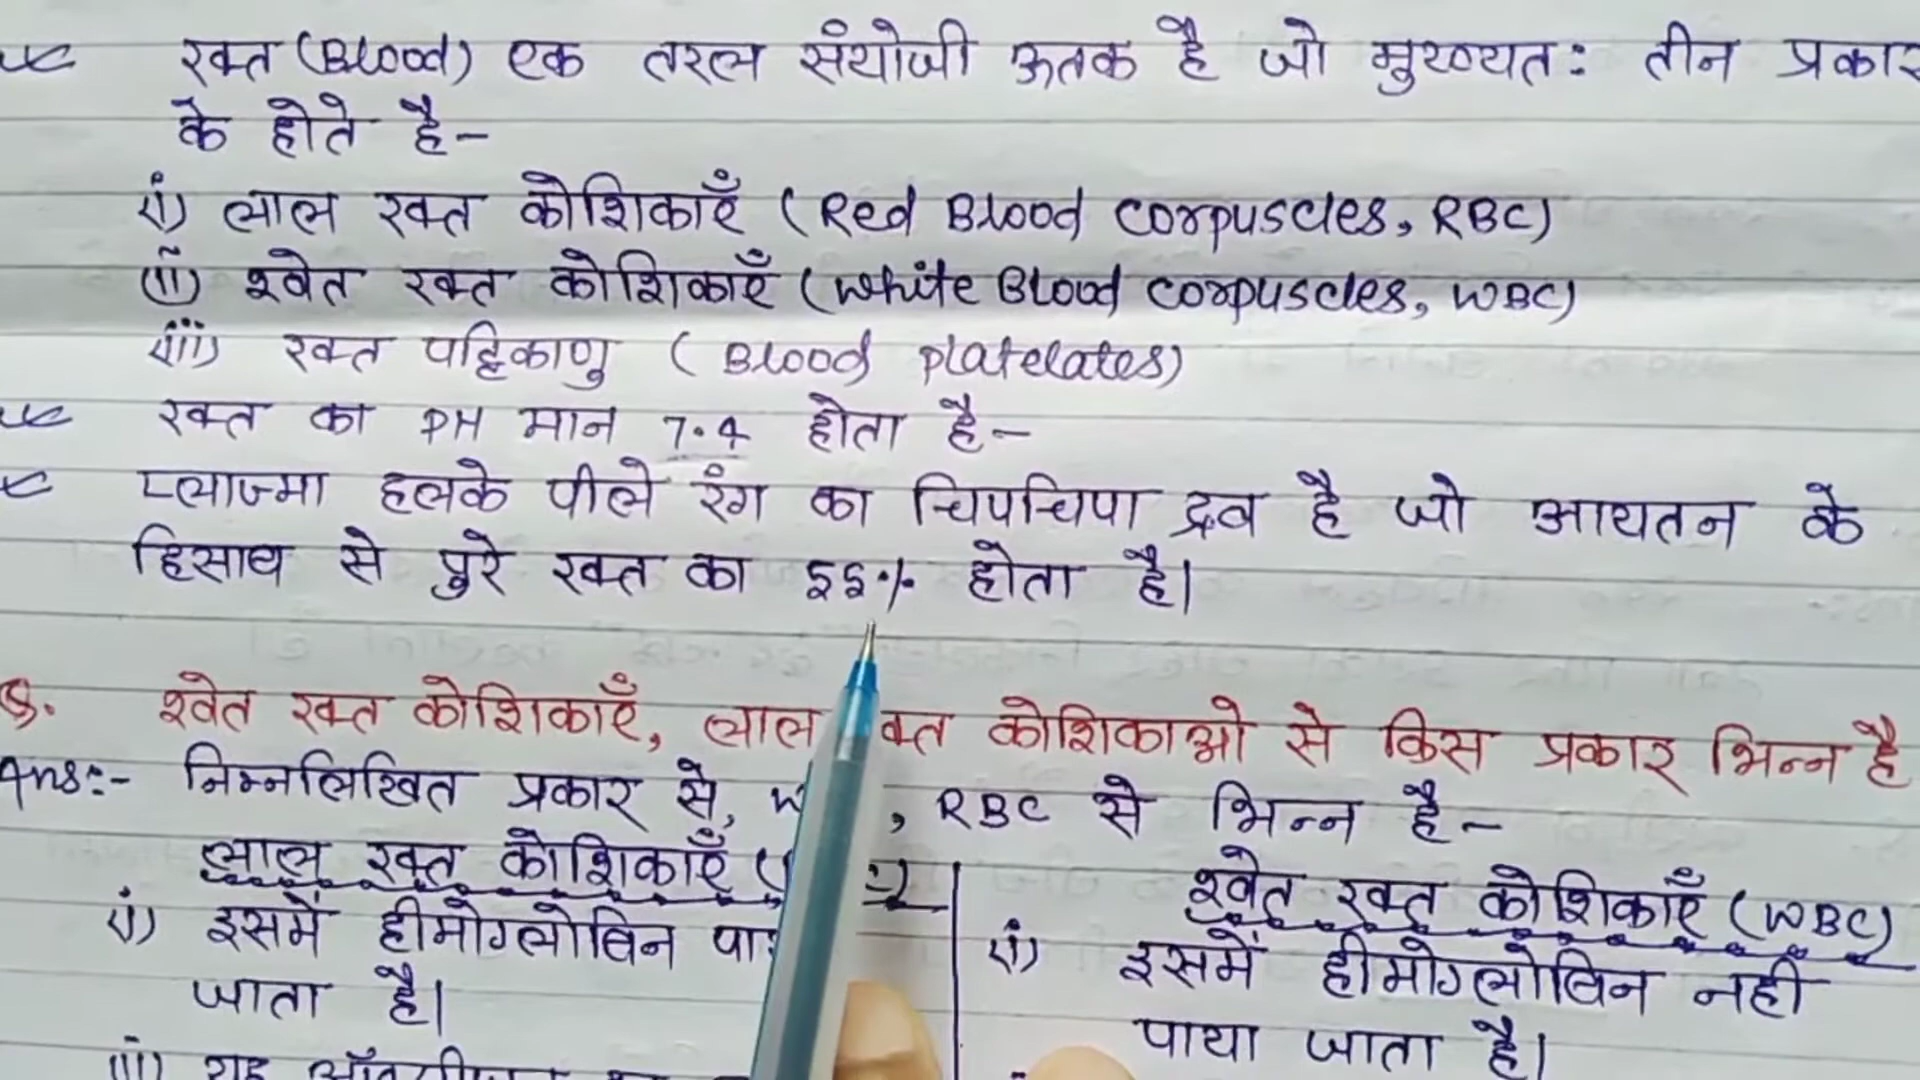 रक्त (Blood) एक तरल संयोजी ऊतक है जो मुख्यतः तीन प्रकार
के होते है-
(i) लाल रक्त कोशिकाएँ (Red Blood corpuscles, RBC)
(ii) श्वेत रक्त कोशिकाएँ (white Blood corpuscles, WBC)
(iii) रक्त पट्टिकाणु (Blood platelates)
रक्त का PH मान 7.4 होता है-
प्लाज्मा हलके पीले रंग का चिपचिपा द्रव है जो आयतन के
हिसाब से पुरे रक्त का 55% होता है।
Q. श्वेत रक्त कोशिकाएँ, लाल क्त कोशिकाओ से किस प्रकार भिन्न है
Ans:- निम्नलिखित प्रकार से, W , RBC से भिन्न है-
लाल रक्त कोशिकाएँ (
(i) इसमें हीमोग्लोबिन पा
जाता है।
(ii) यह
श्वेत रक्त कोशिकाएँ (WBC)
(i) इसमें हीमोग्लोबिन नही
पाया जाता है।